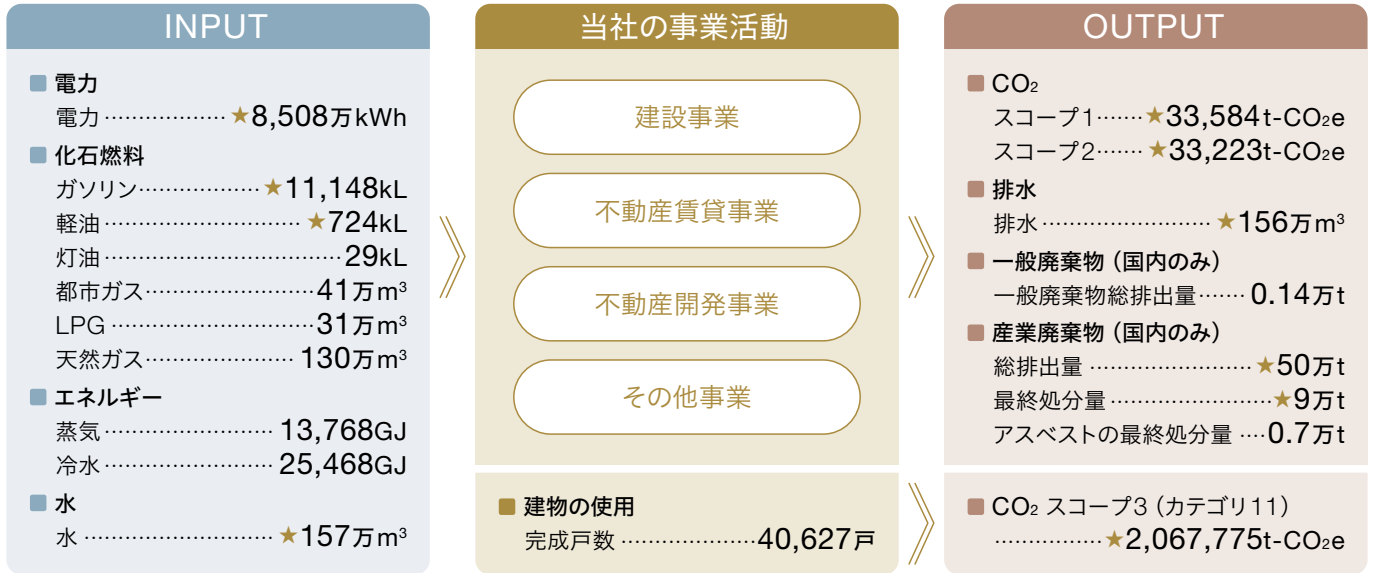 INPUT
■ 電力
電力 ……………… ★8,508万kWh
■ 化石燃料
ガソリン……………… ★11,148kL
軽油 ……………………… ★724kL
灯油 …………………………… 29kL
都市ガス…………………… 41万m³
LPG ………………………… 31万m³
天然ガス………………… 130万m³
■ エネルギー
蒸気 …………………… 13,768GJ
冷水 …………………… 25,468GJ
■ 水
水 ……………………… ★157万m³
当社の事業活動
建設事業
不動産賃貸事業
不動産開発事業
その他事業
■ 建物の使用
完成戸数 ………………… 40,627戸
OUTPUT
■ CO₂
スコープ1……. ★33,584t-CO₂e
スコープ2……. ★33,223t-CO₂e
■ 排水
排水 …………………… ★156万m³
■ 一般廃棄物（国内のみ）
一般廃棄物総排出量……. 0.14万t
■ 産業廃棄物（国内のみ）
総排出量 …………………… ★50万t
最終処分量 …………………… ★9万t
アスベストの最終処分量 …. 0.7万t
■ CO₂ スコープ3（カテゴリ11）
…………… ★2,067,775t-CO₂e